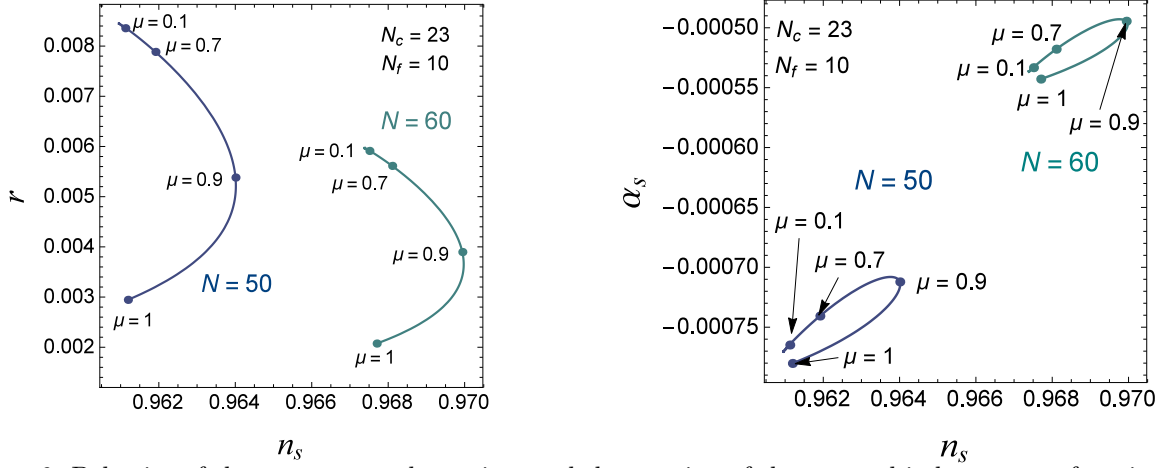 0.008
0.007
0.006
0.005
0.004
0.003
0.002
r
μ = 0.1
μ = 0.7
N_c = 23
N_f = 10
N = 60
μ = 0.1
μ = 0.7
μ = 0.9
μ = 0.9
N = 50
μ = 1
μ = 1
0.962 0.964 0.966 0.968 0.970
n_s
-0.00050
-0.00055
-0.00060
-0.00065
-0.00070
-0.00075
α_s
N_c = 23
N_f = 10
μ = 0.7
μ = 0.1
μ = 1
μ = 0.9
N = 60
N = 50
μ = 0.1
μ = 0.7
μ = 0.9
μ = 1
0.962 0.964 0.966 0.968 0.970
n_s